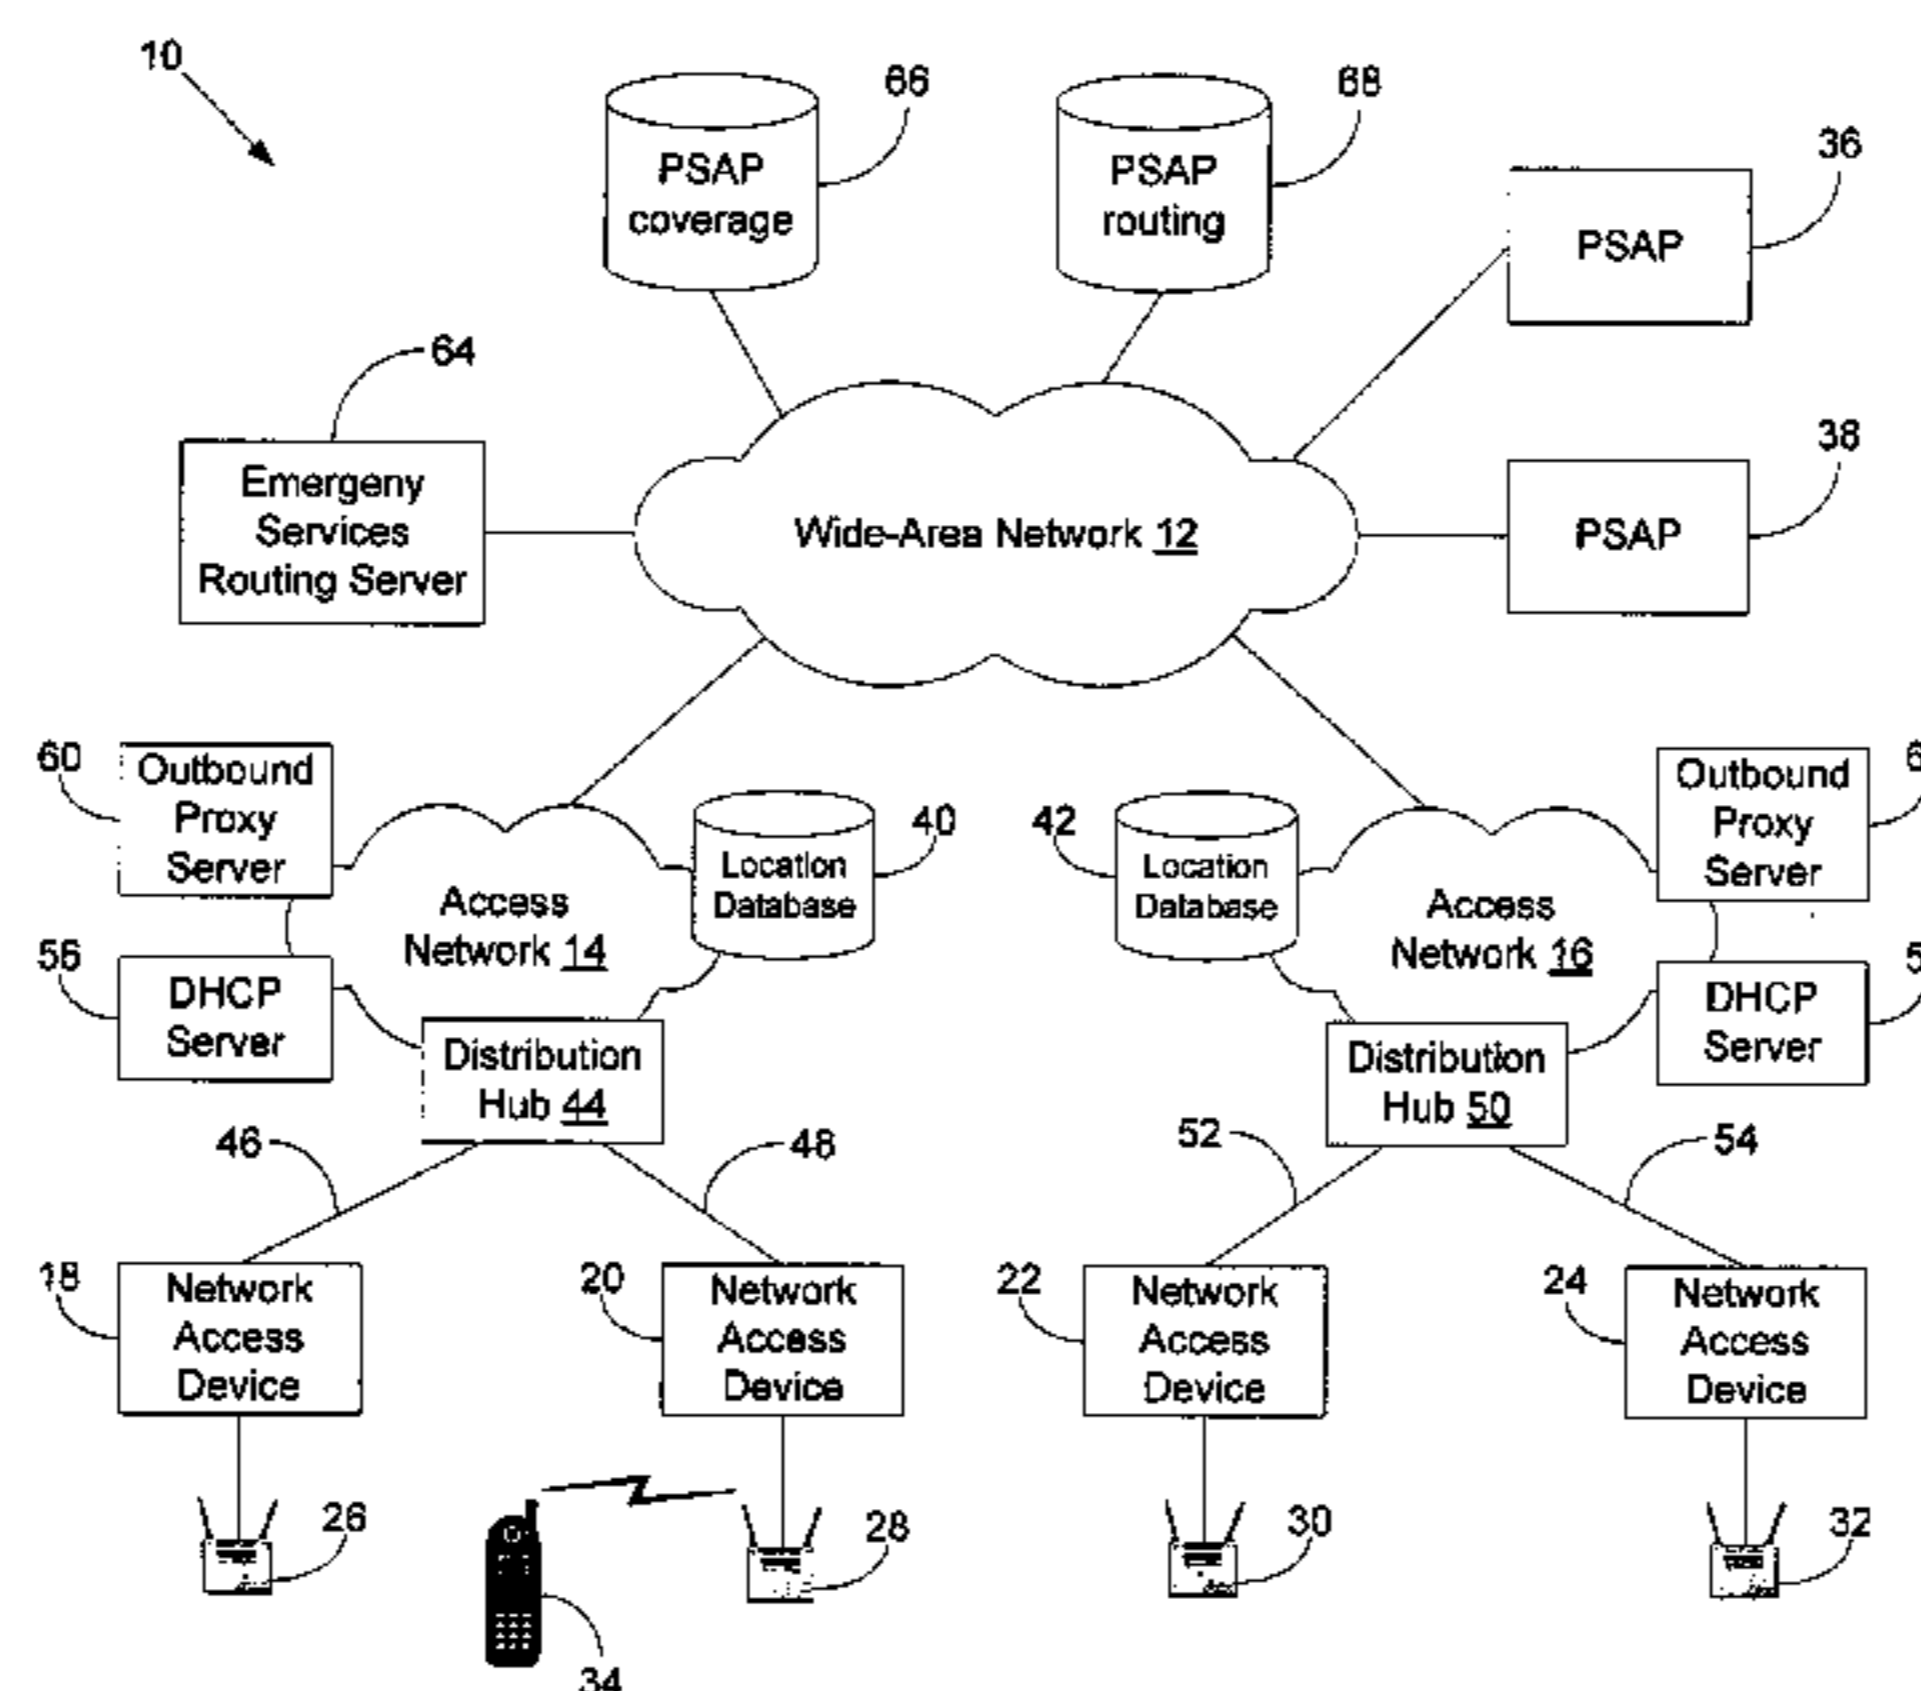 10
66
68
36
PSAP
coverage
PSAP
routing
PSAP
64
38
Emergeny
Services
Routing Server
Wide-Area Network 12
PSAP
60
Outbound
Proxy
Server
40
42
Outbound
Proxy
Server
6
Location
Database
Location
Database
Access
Network 14
Access
Network 16
56
DHCP
Server
DHCP
Server
5
Distribution
Hub 44
Distribution
Hub 50
46
48
52
54
18
Network
Access
Device
20
Network
Access
Device
22
Network
Access
Device
24
Network
Access
Device
26
28
30
32
34